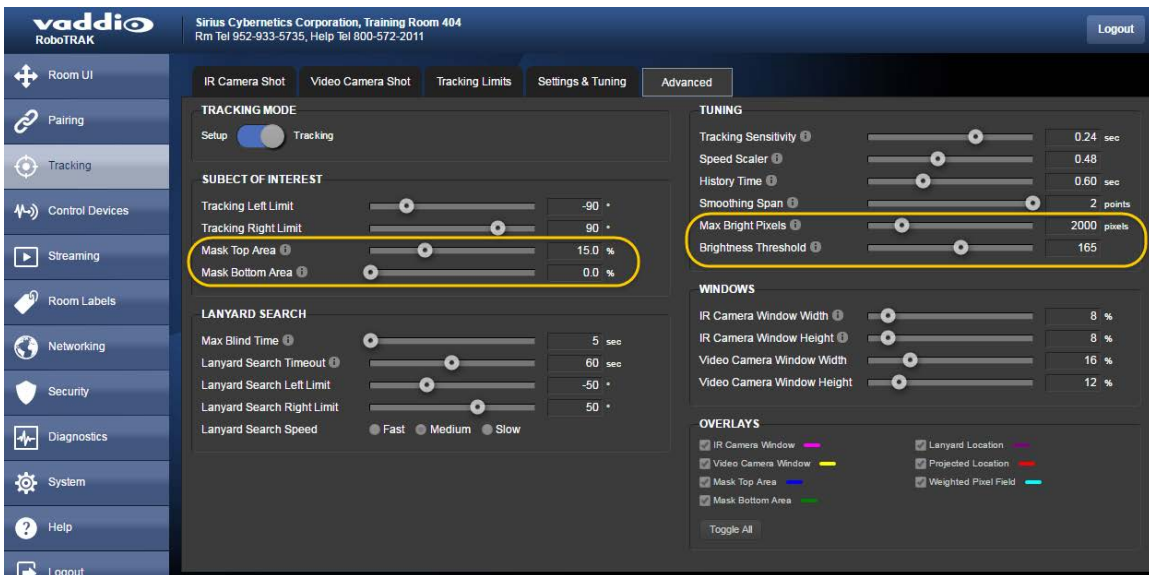 vaddio
RoboTRAK
Sirius Cybernetics Corporation, Training Room 404
Rm Tel 952-933-5735, Help Tel 800-572-2011
Logout
Room UI
Pairing
Tracking
Control Devices
Streaming
Room Labels
Networking
Security
Diagnostics
System
Help
Logout
IR Camera Shot Video Camera Shot Tracking Limits Settings & Tuning Advanced
TRACKING MODE
Setup Tracking
SUBECT OF INTEREST
Tracking Left Limit -90 °
Tracking Right Limit 90 °
Mask Top Area 15.0 %
Mask Bottom Area 0.0 %
LANYARD SEARCH
Max Blind Time 5 sec
Lanyard Search Timeout 60 sec
Lanyard Search Left Limit -50 °
Lanyard Search Right Limit 50 °
Lanyard Search Speed Fast Medium Slow
TUNING
Tracking Sensitivity 0.24 sec
Speed Scaler 0.48
History Time 0.60 sec
Smoothing Span 2 points
Max Bright Pixels 2000 pixels
Brightness Threshold 165
WINDOWS
IR Camera Window Width 8 %
IR Camera Window Height 8 %
Video Camera Window Width 16 %
Video Camera Window Height 12 %
OVERLAYS
IR Camera Window Lanyard Location
Video Camera Window Projected Location
Mask Top Area Weighted Pixel Field
Mask Bottom Area
Toggle All